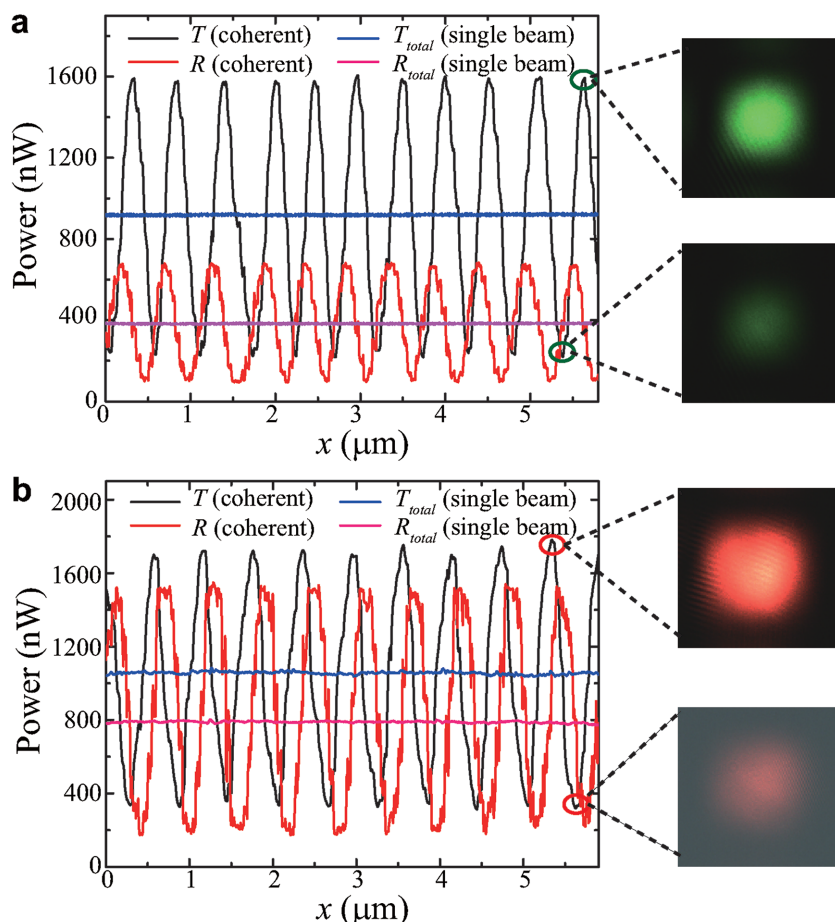 a
T (coherent) T_total (single beam)
R (coherent) R_total (single beam)
1600
1200
800
400
0
Power (nW)
0 1 2 3 4 5
x (μm)
b
T (coherent) T_total (single beam)
R (coherent) R_total (single beam)
2000
1600
1200
800
400
0
Power (nW)
0 1 2 3 4 5
x (μm)